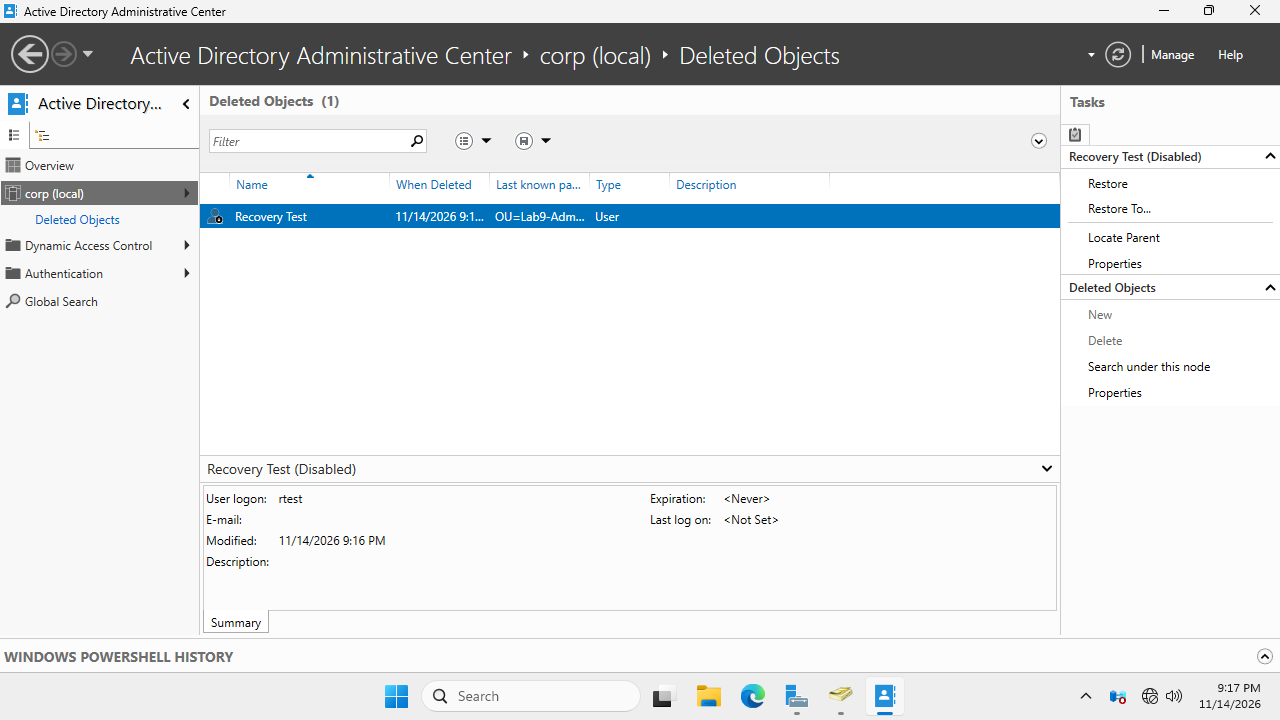 Active Directory Administrative Center
Active Directory Administrative Center
corp (local)
Deleted Objects
Manage
Help
Active Directory...
Overview
corp (local)
Deleted Objects
Dynamic Access Control
Authentication
Global Search
Deleted Objects (1)
Filter
Name When Deleted Last known pa... Type Description
Recovery Test 11/14/2026 9:1... OU=Lab9-Adm... User
Recovery Test (Disabled)
User logon: rtest
E-mail:
Modified: 11/14/2026 9:16 PM
Description:
Expiration: <Never>
Last log on: <Not Set>
Summary
Tasks
Recovery Test (Disabled)
Restore
Restore To...
Locate Parent
Properties
Deleted Objects
New
Delete
Search under this node
Properties
WINDOWS POWERSHELL HISTORY
Search
9:17 PM
11/14/2026